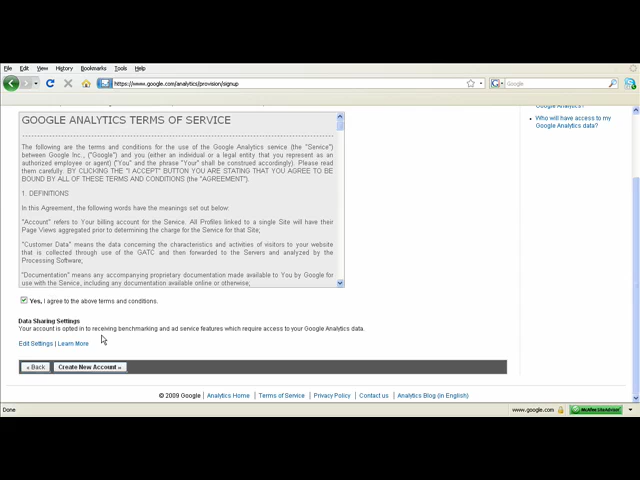 File Edit View History Bookmarks Tools Help
https://www.google.com/analytics/provision/signup
Google
Google Analytics?
Who will have access to my
Google Analytics data?
GOOGLE ANALYTICS TERMS OF SERVICE
The following are the terms and conditions for the use of the Google Analytics service (the "Service")
between Google Inc., ("Google") and you (either an individual or a legal entity that you represent as an
authorized employee or agent) ("You" and the phrase "Your" shall be construed accordingly). Please read
them carefully. BY CLICKING THE "I ACCEPT" BUTTON YOU ARE STATING THAT YOU AGREE TO
BE BOUND BY ALL OF THESE TERMS AND CONDITIONS (the "AGREEMENT").
1. DEFINITIONS
In this Agreement, the following words have the meanings set out below:
"Account" refers to Your billing account for the Service. All Profiles linked to a single Site will have their
Page Views aggregated prior to determining the charge for the Service for that Site;
"Customer Data" means the data concerning the characteristics and activities of visitors to your website
that is collected through use of the GATC and then forwarded to the Servers and analyzed by the
Processing Software;
"Documentation" means any accompanying proprietary documentation made available to You by Google for
use with the Service, including any documentation available online or otherwise;
Yes, I agree to the above terms and conditions.
Data Sharing Settings
Your account is opted in to receiving benchmarking and ad service features which require access to your Google Analytics data.
Edit Settings | Learn More
« Back Create New Account »
© 2009 Google | Analytics Home | Terms of Service | Privacy Policy | Contact us | Analytics Blog (in English)
Done www.google.com McAfee SiteAdvisor